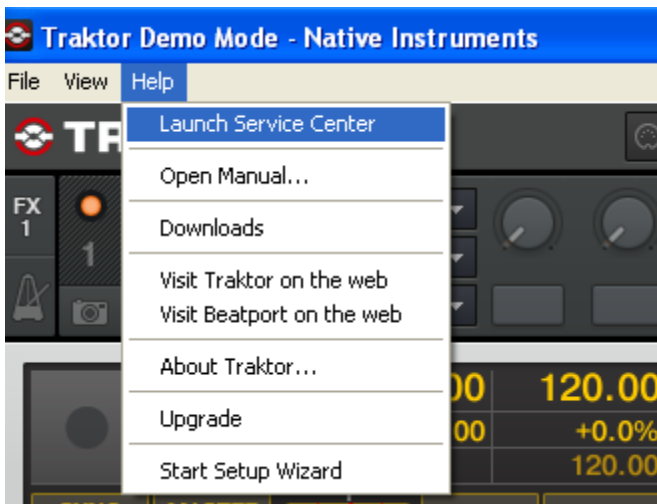 Traktor Demo Mode - Native Instruments
File View Help
TR
Launch Service Center
Open Manual...
Downloads
Visit Traktor on the web
Visit Beatport on the web
About Traktor...
Upgrade
Start Setup Wizard
FX
1
1
00 120.00
00 +0.0%
120.00